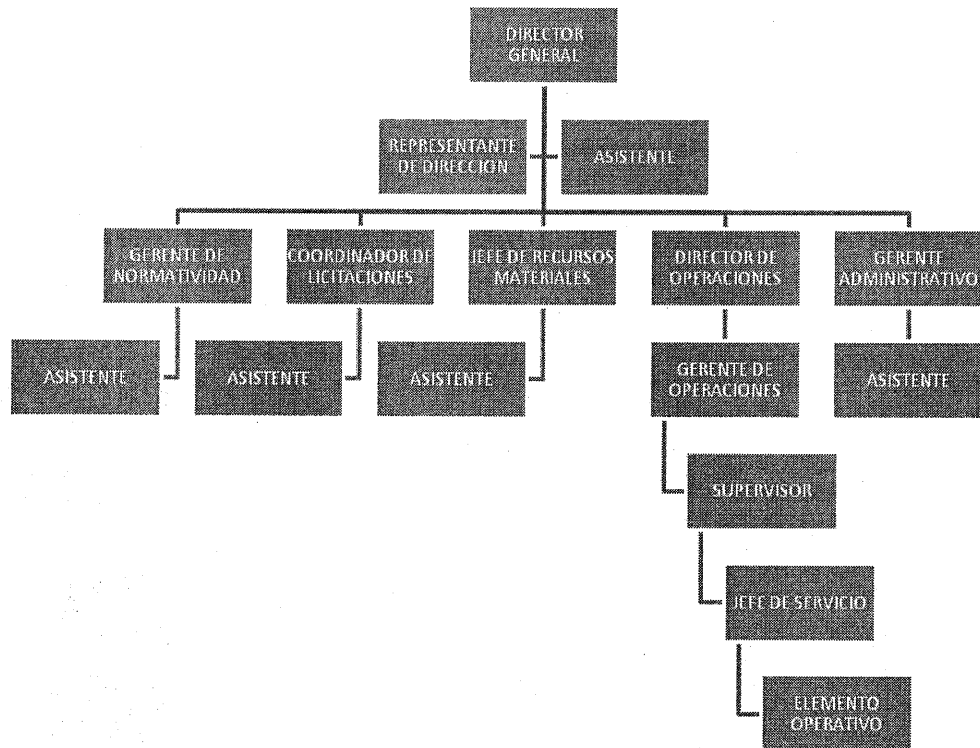 DIRECTOR
GENERAL
REPRESENTANTE
DE DIRECCION
ASISTENTE
GERENTE DE
NORMATIVIDAD
COORDINADOR DE
LICITACIONES
JEFE DE RECURSOS
MATERIALES
DIRECTOR DE
OPERACIONES
GERENTE
ADMINISTRATIVO
ASISTENTE
ASISTENTE
ASISTENTE
GERENTE DE
OPERACIONES
ASISTENTE
SUPERVISOR
JEFE DE SERVICIO
ELEMENTO
OPERATIVO